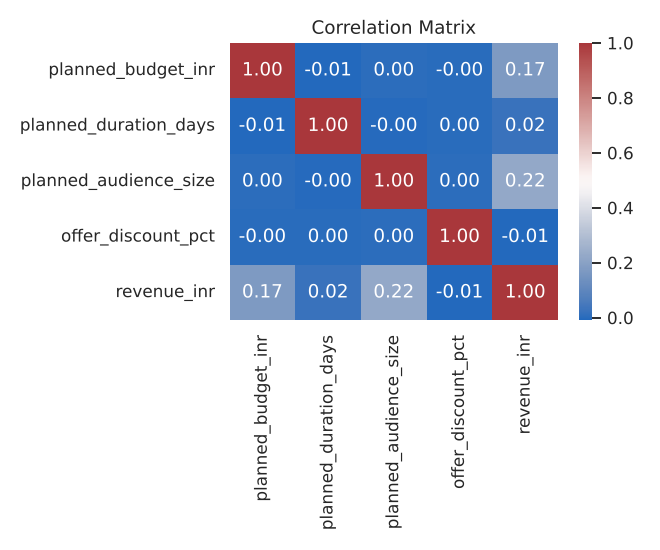 Correlation Matrix
planned_budget_inr 1.00 -0.01 0.00 -0.00 0.17
planned_duration_days -0.01 1.00 -0.00 0.00 0.02
planned_audience_size 0.00 -0.00 1.00 0.00 0.22
offer_discount_pct -0.00 0.00 0.00 1.00 -0.01
revenue_inr 0.17 0.02 0.22 -0.01 1.00
planned_budget_inr
planned_duration_days
planned_audience_size
offer_discount_pct
revenue_inr
1.0
0.8
0.6
0.4
0.2
0.0